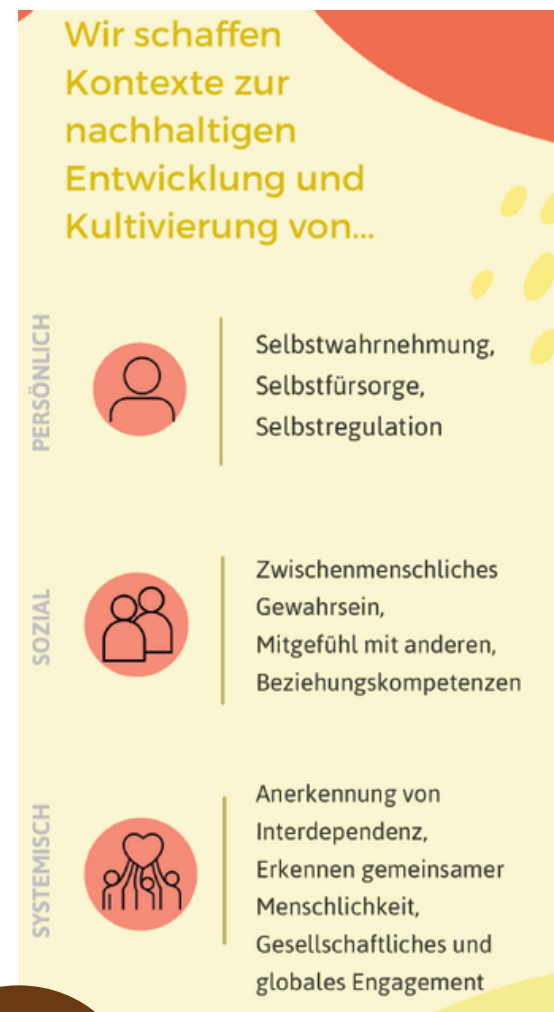 Wir schaffen
Kontexte zur
nachhaltigen
Entwicklung und
Kultivierung von...
PERSÖNLICH
Selbstwahrnehmung,
Selbstfürsorge,
Selbstregulation
SOZIAL
Zwischenmenschliches
Gewahrsein,
Mitgefühl mit anderen,
Beziehungskompetenzen
SYSTEMISCH
Anerkennung von
Interdependenz,
Erkennen gemeinsamer
Menschlichkeit,
Gesellschaftliches und
globales Engagement